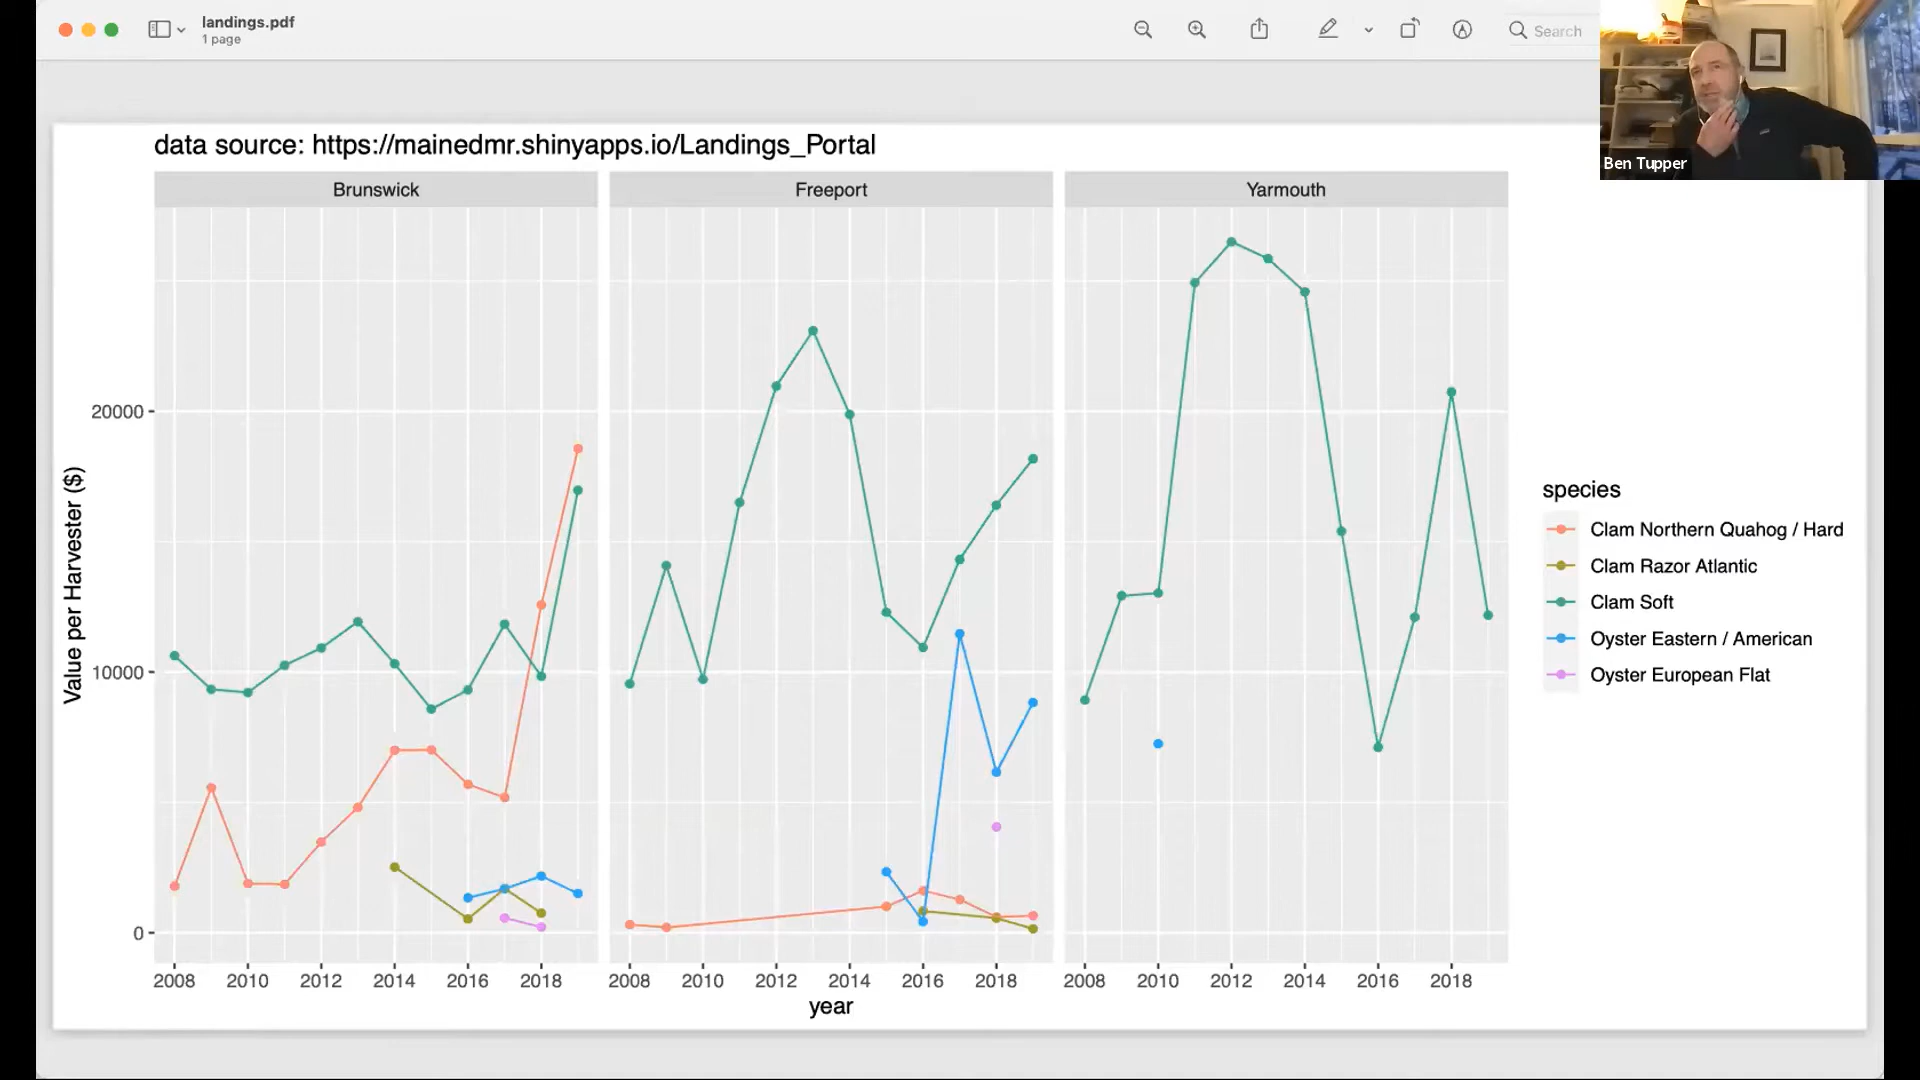 landings.pdf
1 page
Search
Ben Tupper
data source: https://mainedmr.shinyapps.io/Landings_Portal
Brunswick
Freeport
Yarmouth
20000
10000
0
Value per Harvester ($)
2008 2010 2012 2014 2016 2018
2008 2010 2012 2014 2016 2018
2008 2010 2012 2014 2016 2018
year
species
Clam Northern Quahog / Hard
Clam Razor Atlantic
Clam Soft
Oyster Eastern / American
Oyster European Flat